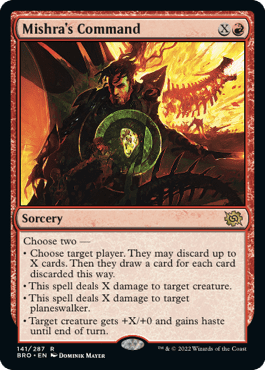 Mishra's Command X R
Sorcery
Choose two —
• Choose target player. They may discard up to
X cards. Then they draw a card for each card
discarded this way.
• This spell deals X damage to target creature.
• This spell deals X damage to target
planeswalker.
• Target creature gets +X/+0 and gains haste
until end of turn.
141/287 R
BRO • EN DOMINIK MAYER
™ & © 2022 Wizards of the Coast